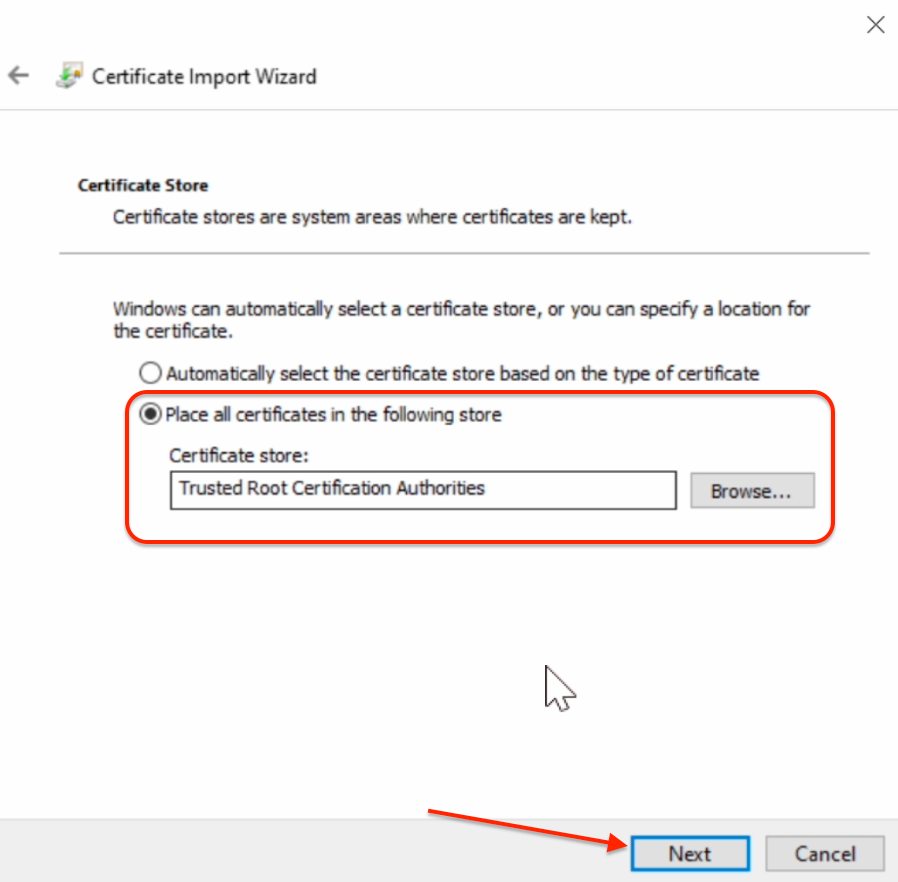 Certificate Import Wizard
Certificate Store
Certificate stores are system areas where certificates are kept.
Windows can automatically select a certificate store, or you can specify a location for
the certificate.
Automatically select the certificate store based on the type of certificate
Place all certificates in the following store
Certificate store:
Trusted Root Certification Authorities
Browse...
Next
Cancel